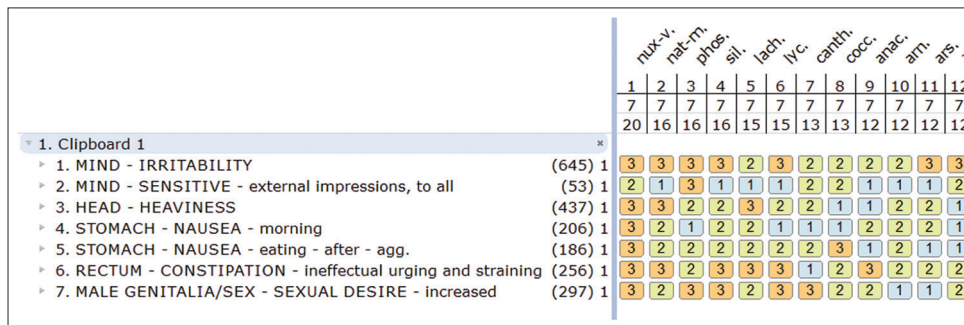 nux-v. nat-m. phos. sil. lach. lyc. canth. cocc. anac. arn. ars.
1 2 3 4 5 6 7 8 9 10 11 12
7 7 7 7 7 7 7 7 7 7 7 7
20 16 16 16 15 15 13 13 12 12 12 12
1. Clipboard 1 ×
1. MIND - IRRITABILITY (645) 1 3 3 3 3 2 3 2 2 2 2 3 3
2. MIND - SENSITIVE - external impressions, to all (53) 1 2 1 3 1 1 1 2 2 1 1 1 2
3. HEAD - HEAVINESS (437) 1 3 3 2 2 3 2 2 1 1 2 2 1
4. STOMACH - NAUSEA - morning (206) 1 3 2 1 2 2 1 1 1 2 2 2 1
5. STOMACH - NAUSEA - eating - after - agg. (186) 1 3 2 2 2 2 2 2 3 1 2 1 1
6. RECTUM - CONSTIPATION - ineffectual urging and straining (256) 1 3 3 2 3 3 3 1 2 3 2 2 2
7. MALE GENITALIA/SEX - SEXUAL DESIRE - increased (297) 1 3 2 3 3 2 3 3 2 2 1 1 2